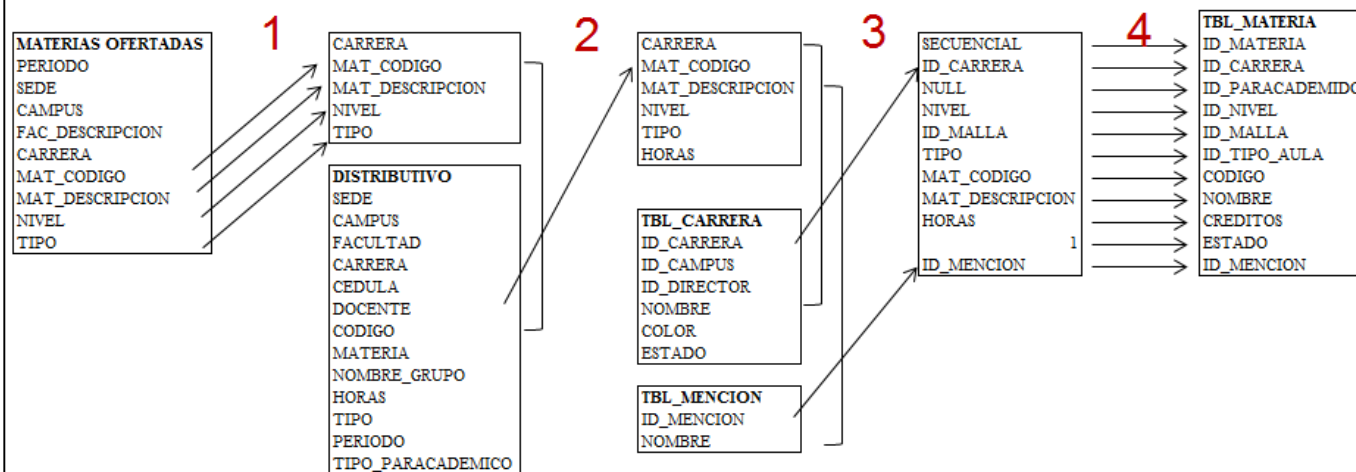 1
2
3
4
MATERIAS OFERTADAS
PERIODO
SEDE
CAMPUS
FAC_DESCRIPCION
CARRERA
MAT_CODIGO
MAT_DESCRIPCION
NIVEL
TIPO
CARRERA
MAT_CODIGO
MAT_DESCRIPCION
NIVEL
TIPO
DISTRIBUTIVO
SEDE
CAMPUS
FACULTAD
CARRERA
CEDULA
DOCENTE
CODIGO
MATERIA
NOMBRE_GRUPO
HORAS
TIPO
PERIODO
TIPO_PARACADEMICO
CARRERA
MAT_CODIGO
MAT_DESCRIPCION
NIVEL
TIPO
HORAS
TBL_CARRERA
ID_CARRERA
ID_CAMPUS
ID_DIRECTOR
NOMBRE
COLOR
ESTADO
TBL_MENCION
ID_MENCION
NOMBRE
SECUENCIAL
ID_CARRERA
NULL
NIVEL
ID_MALLA
TIPO
MAT_CODIGO
MAT_DESCRIPCION
HORAS
1
ID_MENCION
TBL_MATERIA
ID_MATERIA
ID_CARRERA
ID_PARACADEMIDO
ID_NIVEL
ID_MALLA
ID_TIPO_AULA
CODIGO
NOMBRE
CREDITOS
ESTADO
ID_MENCION